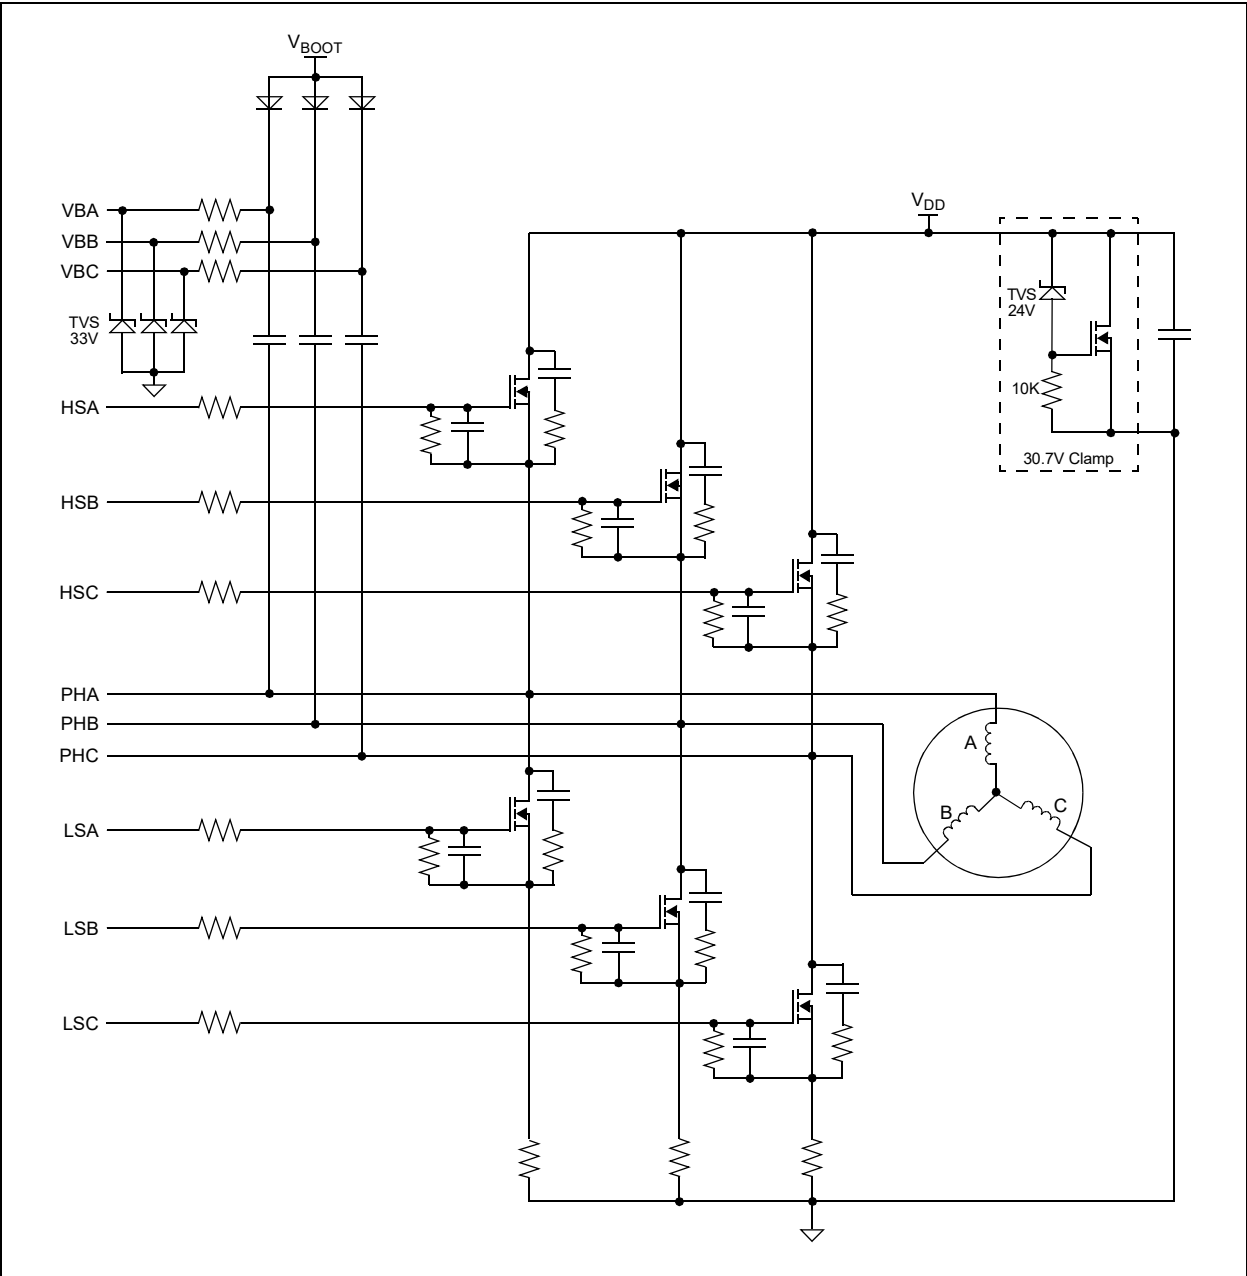 VBOOT
VBA
VBB
VBC
TVS
33V
VDD
TVS
24V
10K
30.7V Clamp
HSA
HSB
HSC
PHA
PHB
PHC
A
B
C
LSA
LSB
LSC